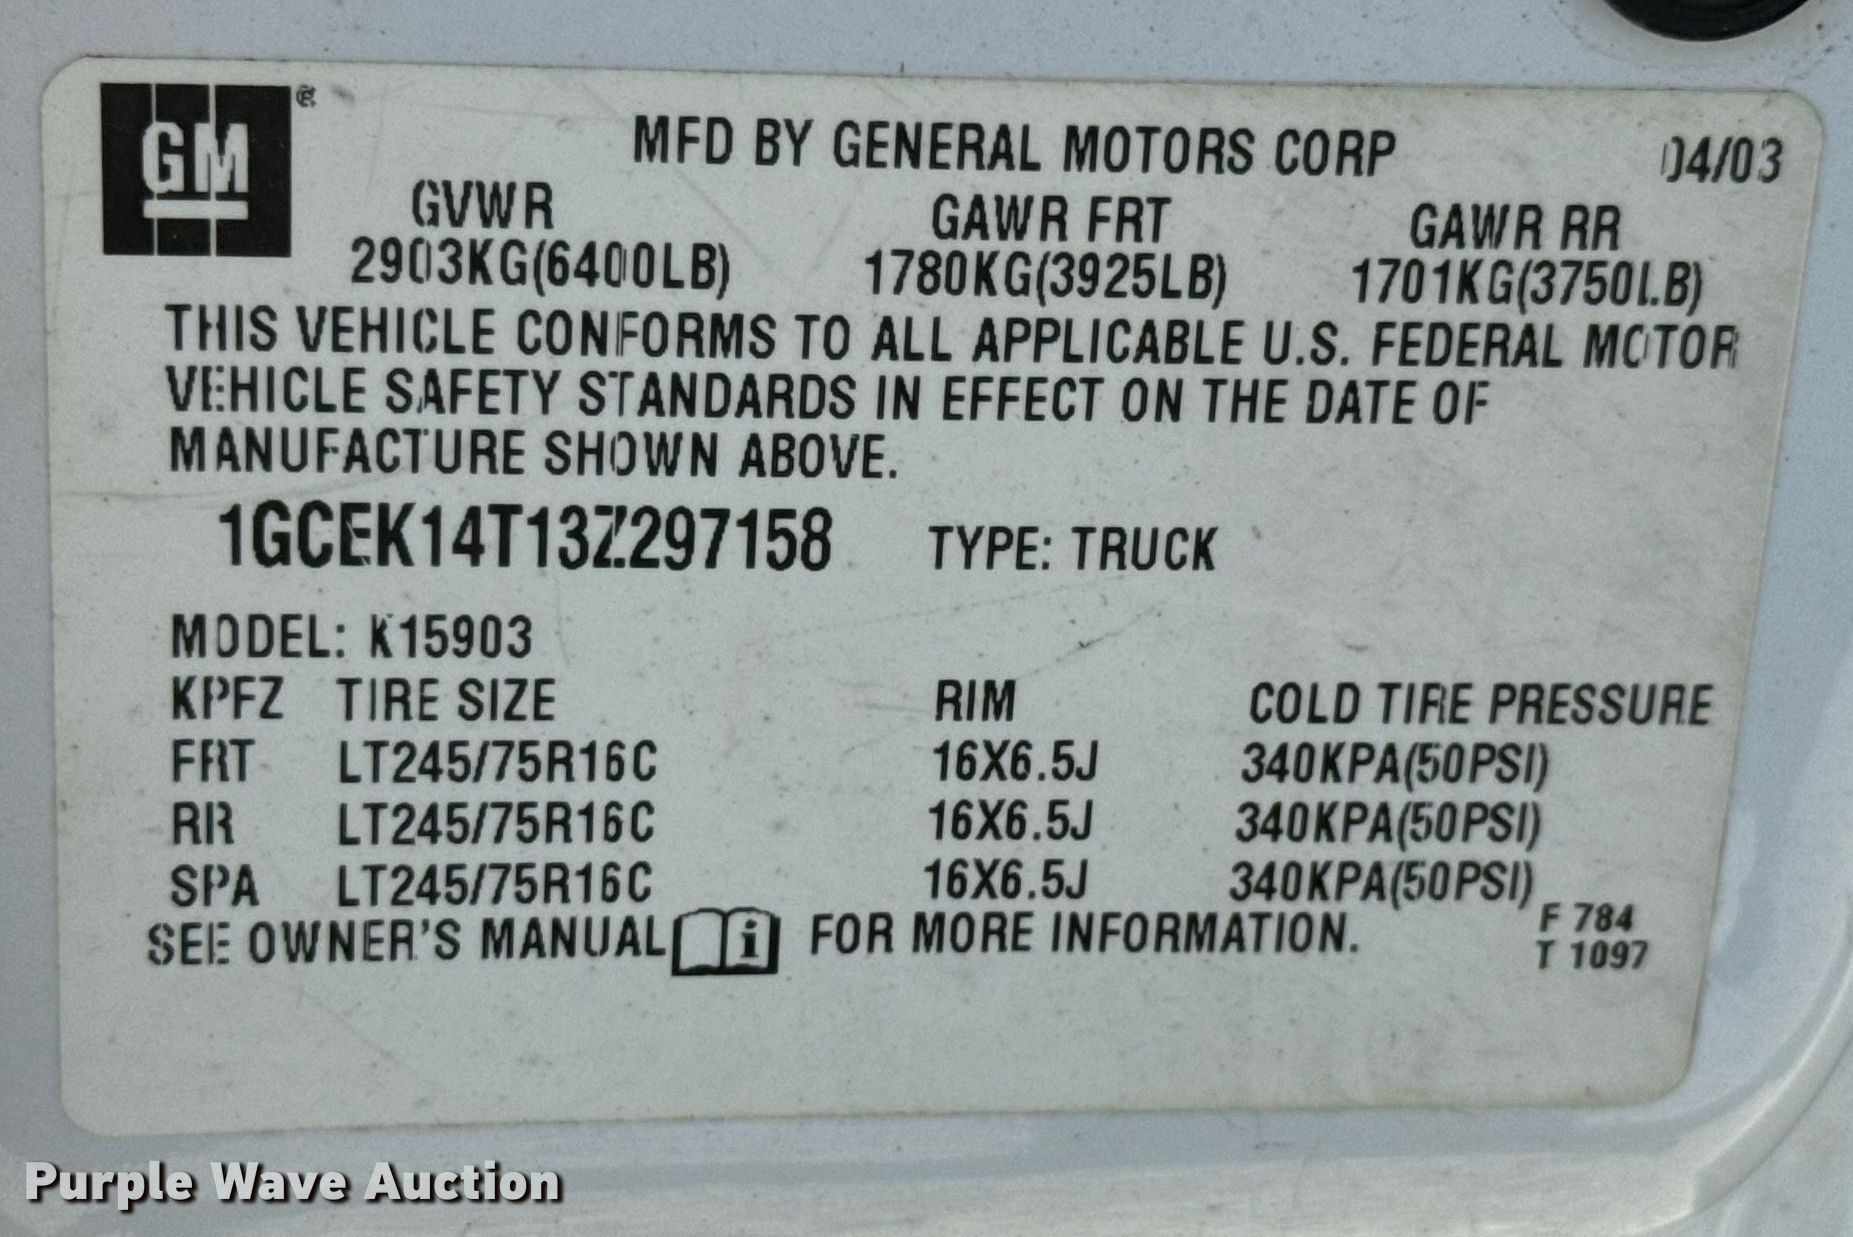 GM
MFD BY GENERAL MOTORS CORP 04/03
GVWR GAWR FRT GAWR RR
2903KG(6400LB) 1780KG(3925LB) 1701KG(3750LB)
THIS VEHICLE CONFORMS TO ALL APPLICABLE U.S. FEDERAL MOTOR
VEHICLE SAFETY STANDARDS IN EFFECT ON THE DATE OF
MANUFACTURE SHOWN ABOVE.
1GCEK14T13Z297158 TYPE: TRUCK
MODEL: K15903
KPFZ TIRE SIZE RIM COLD TIRE PRESSURE
FRT LT245/75R16C 16X6.5J 340KPA(50PSI)
RR LT245/75R16C 16X6.5J 340KPA(50PSI)
SPA LT245/75R16C 16X6.5J 340KPA(50PSI)
SEE OWNER'S MANUAL i FOR MORE INFORMATION.
F 784
T 1097
Purple Wave Auction